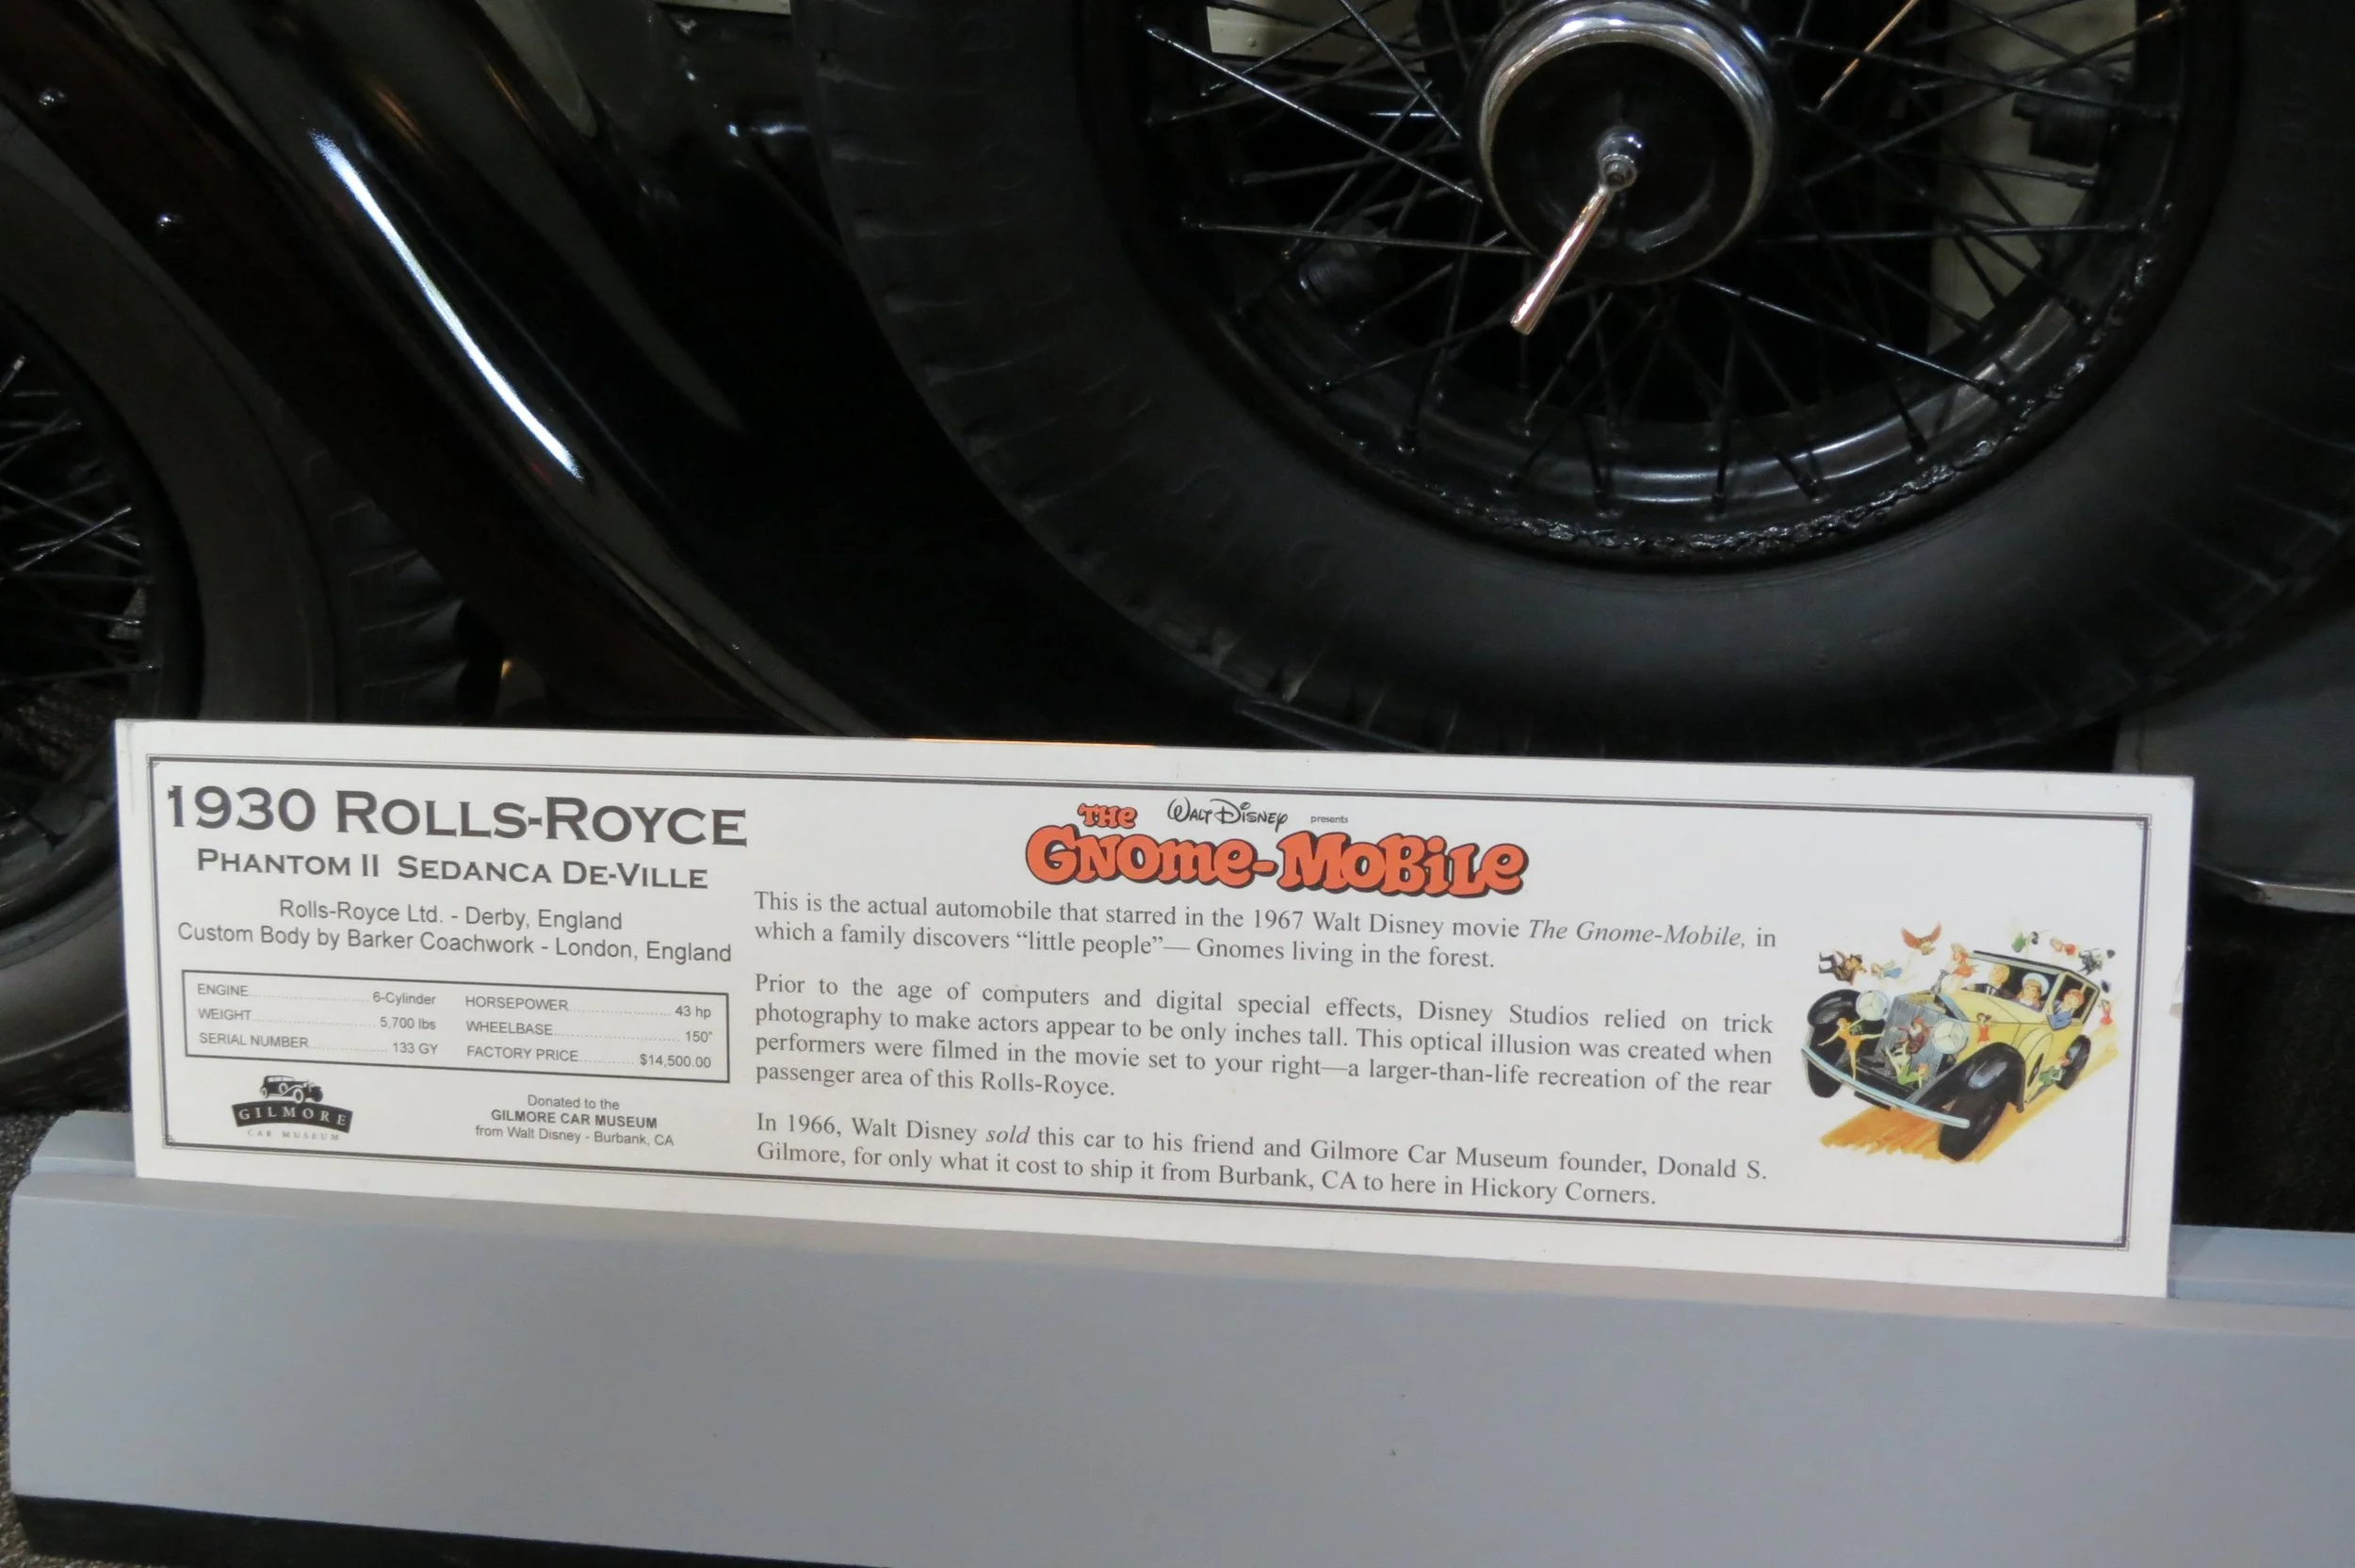 1930 ROLLS-ROYCE
PHANTOM II SEDANCA DE-VILLE
Rolls-Royce Ltd. - Derby, England
Custom Body by Barker Coachwork - London, England
ENGINE 6-Cylinder HORSEPOWER 43 hp
WEIGHT 5,700 lbs WHEELBASE 150"
SERIAL NUMBER 133 GY FACTORY PRICE $14,500.00
GILMORE
CAR MUSEUM
Donated to the
GILMORE CAR MUSEUM
from Walt Disney - Burbank, CA
THE WALT DISNEY presents
GNOME-MOBILE
This is the actual automobile that starred in the 1967 Walt Disney movie The Gnome-Mobile, in
which a family discovers “little people”— Gnomes living in the forest.
Prior to the age of computers and digital special effects, Disney Studios relied on trick
photography to make actors appear to be only inches tall. This optical illusion was created when
performers were filmed in the movie set to your right—a larger-than-life recreation of the rear
passenger area of this Rolls-Royce.
In 1966, Walt Disney sold this car to his friend and Gilmore Car Museum founder, Donald S.
Gilmore, for only what it cost to ship it from Burbank, CA to here in Hickory Corners.